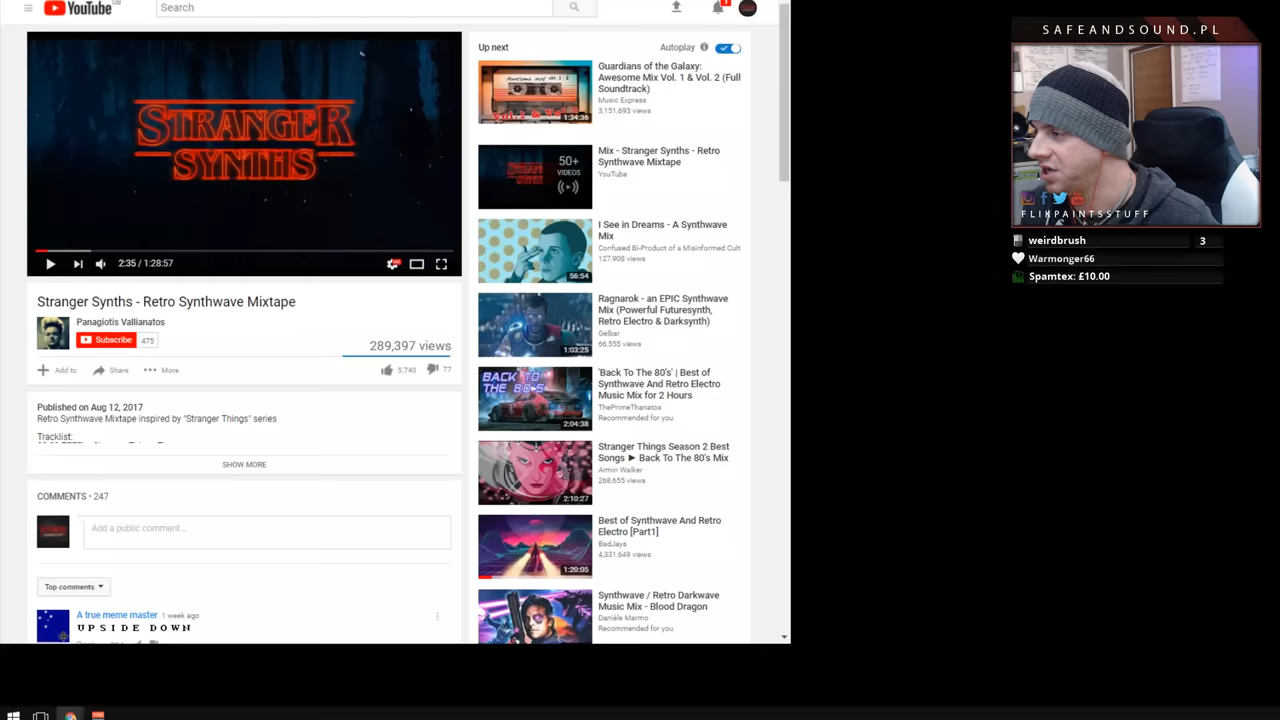 YouTube GB
Search
STRANGER
SYNTHS
2:35 / 1:28:57
Stranger Synths - Retro Synthwave Mixtape
Panagiotis Vallianatos
Subscribe 475
289,397 views
Add to
Share
More
5,740
77
Published on Aug 12, 2017
Retro Synthwave Mixtape inspired by "Stranger Things" series
Tracklist:
SHOW MORE
COMMENTS • 247
Add a public comment...
Top comments
A true meme master 1 week ago
UPSIDE DOWN
Up next
Autoplay
1:34:36
Guardians of the Galaxy:
Awesome Mix Vol. 1 & Vol. 2 (Full
Soundtrack)
Music Express
3,151,693 views
50+
VIDEOS
Mix - Stranger Synths - Retro
Synthwave Mixtape
YouTube
56:54
I See in Dreams - A Synthwave
Mix
Confused Bi-Product of a Misinformed Cult
127,908 views
1:03:25
Ragnarok - an EPIC Synthwave
Mix (Powerful Futuresynth,
Retro Electro & Darksynth)
Gelbar
66,555 views
BACK TO
THE 80'S
2:04:38
'Back To The 80's' | Best of
Synthwave And Retro Electro
Music Mix for 2 Hours
ThePrimeThanatos
Recommended for you
2:10:27
Stranger Things Season 2 Best
Songs ► Back To The 80's Mix
Armin Walker
268,655 views
1:20:05
Best of Synthwave And Retro
Electro [Part1]
BadJays
4,331,649 views
Synthwave / Retro Darkwave
Music Mix - Blood Dragon
Danièle Marmo
Recommended for you
SAFEANDSOUND.PL
FLIKPAINTSSTUFF
weirdbrush 3
Warmonger66
Spamtex: £10.00